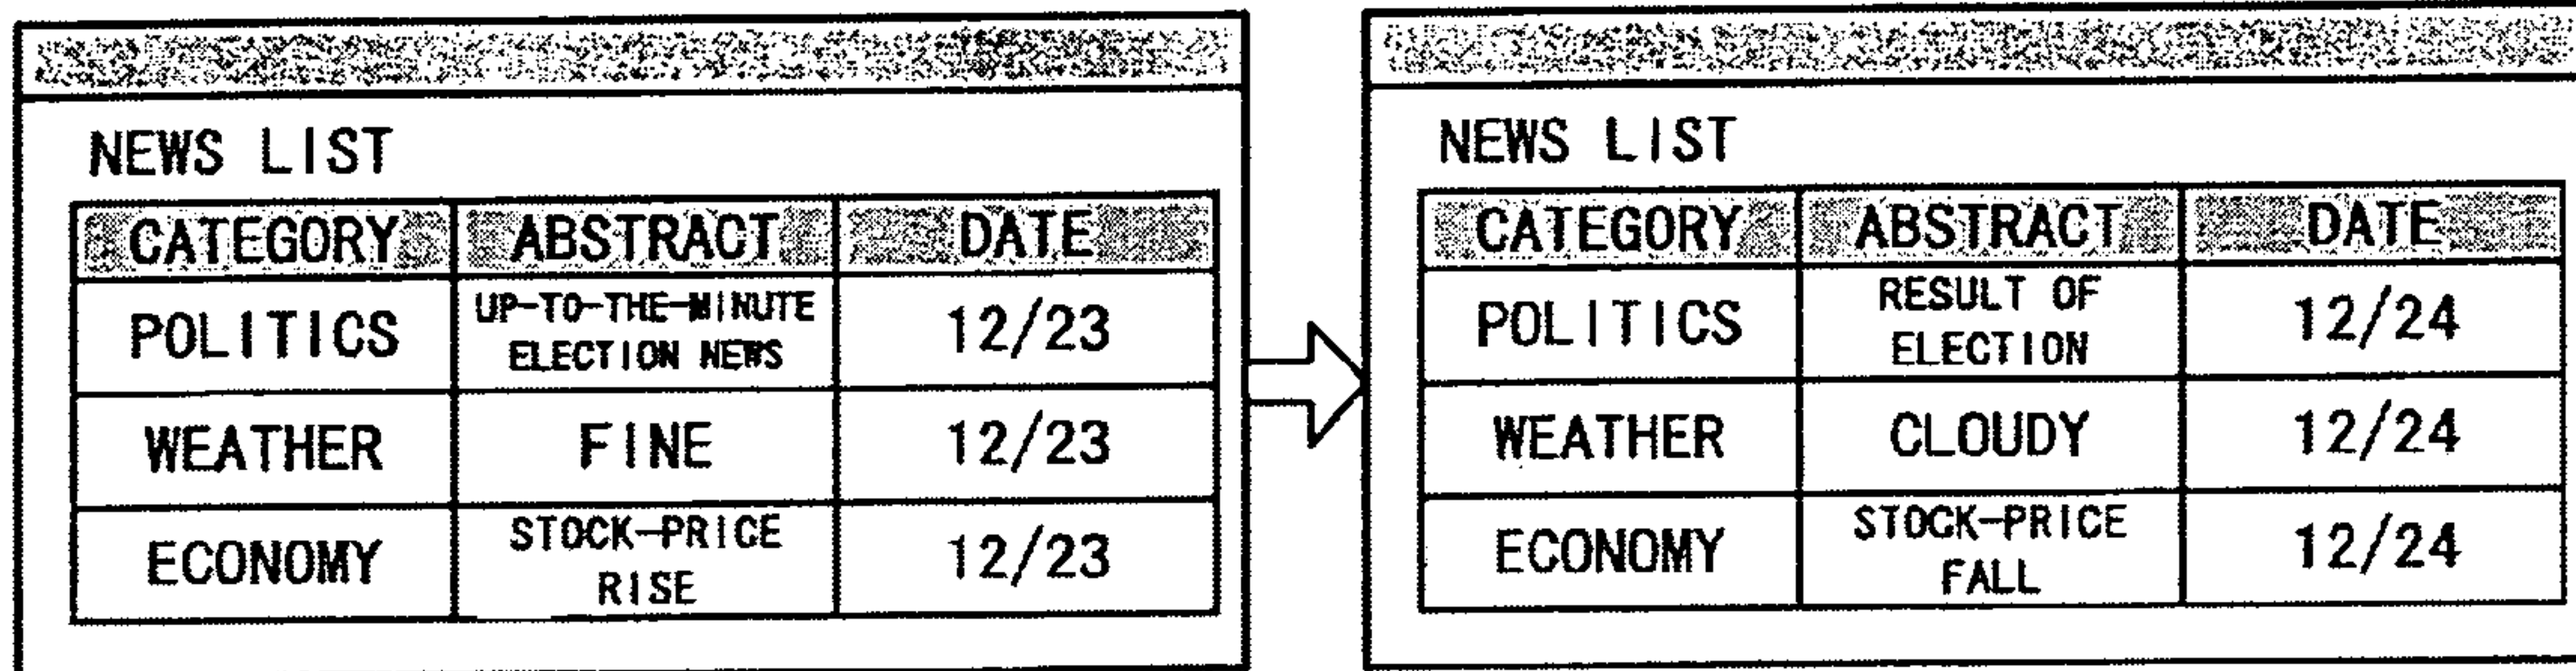 NEWS LIST
CATEGORY ABSTRACT DATE
POLITICS UP-TO-THE-MINUTE ELECTION NEWS 12/23
WEATHER FINE 12/23
ECONOMY STOCK-PRICE RISE 12/23
NEWS LIST
CATEGORY ABSTRACT DATE
POLITICS RESULT OF ELECTION 12/24
WEATHER CLOUDY 12/24
ECONOMY STOCK-PRICE FALL 12/24